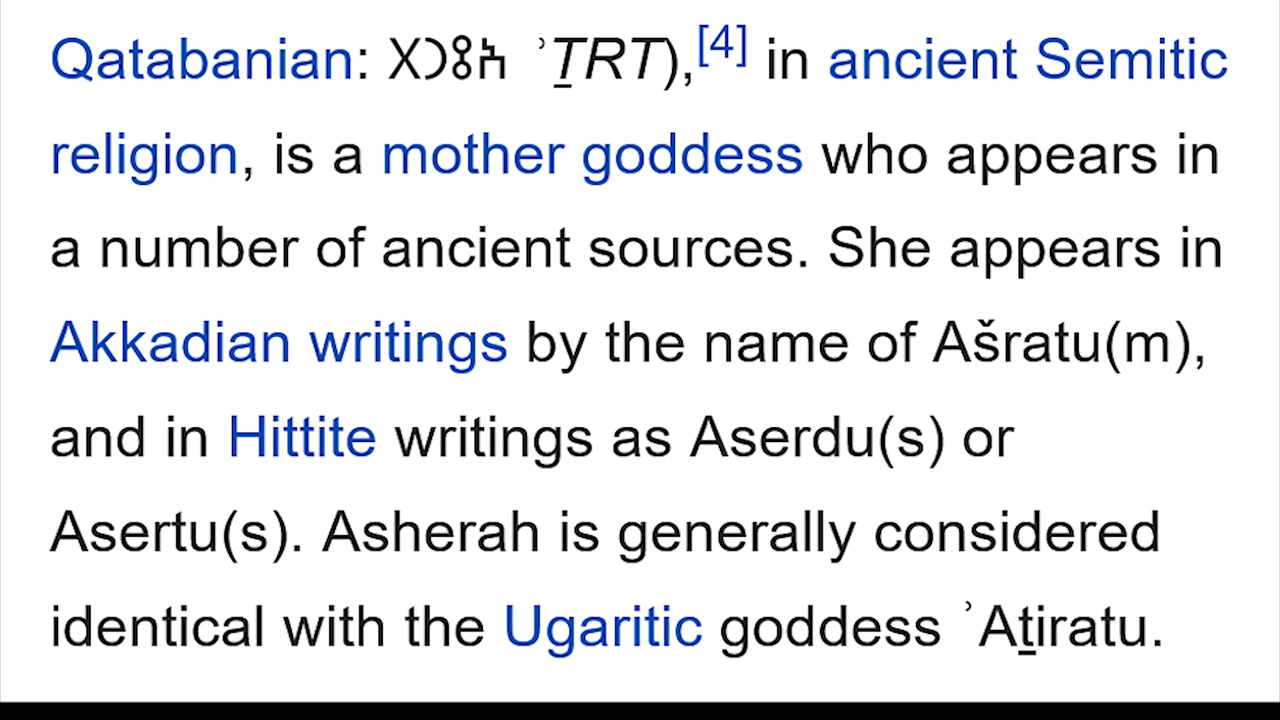 Qatabanian: 𐩱𐩻𐩧𐩩 ʾṮRT),[4] in ancient Semitic
religion, is a mother goddess who appears in
a number of ancient sources. She appears in
Akkadian writings by the name of Ašratu(m),
and in Hittite writings as Aserdu(s) or
Asertu(s). Asherah is generally considered
identical with the Ugaritic goddess ʾAṯiratu.